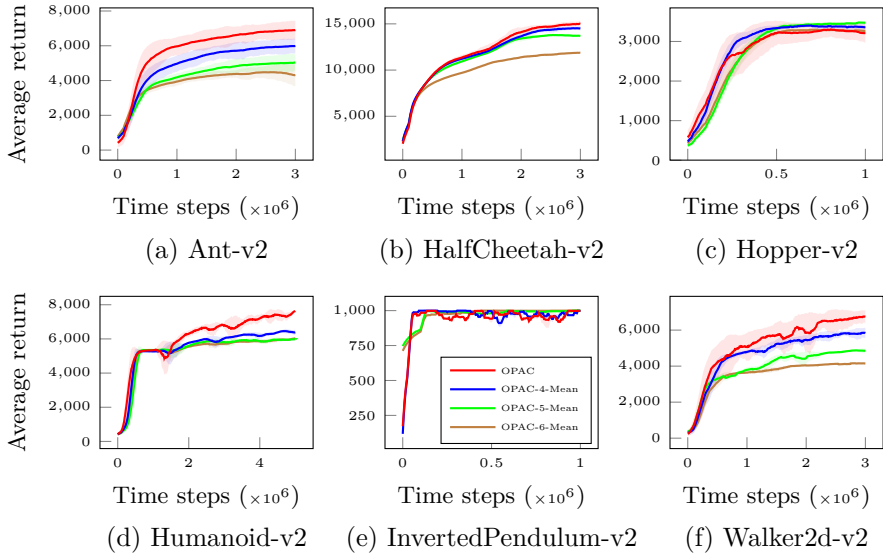 Average return
8,000
6,000
4,000
2,000
0
0 1 2 3
Time steps (×10⁶)
(a) Ant-v2
15,000
10,000
5,000
0 1 2 3
Time steps (×10⁶)
(b) HalfCheetah-v2
3,000
2,000
1,000
0
0 0.5 1
Time steps (×10⁶)
(c) Hopper-v2
Average return
8,000
6,000
4,000
2,000
0
0 2 4
Time steps (×10⁶)
(d) Humanoid-v2
1,000
750
500
250
OPAC
OPAC-4-Mean
OPAC-5-Mean
OPAC-6-Mean
0 0.5 1
Time steps (×10⁶)
(e) InvertedPendulum-v2
6,000
4,000
2,000
0
0 1 2 3
Time steps (×10⁶)
(f) Walker2d-v2